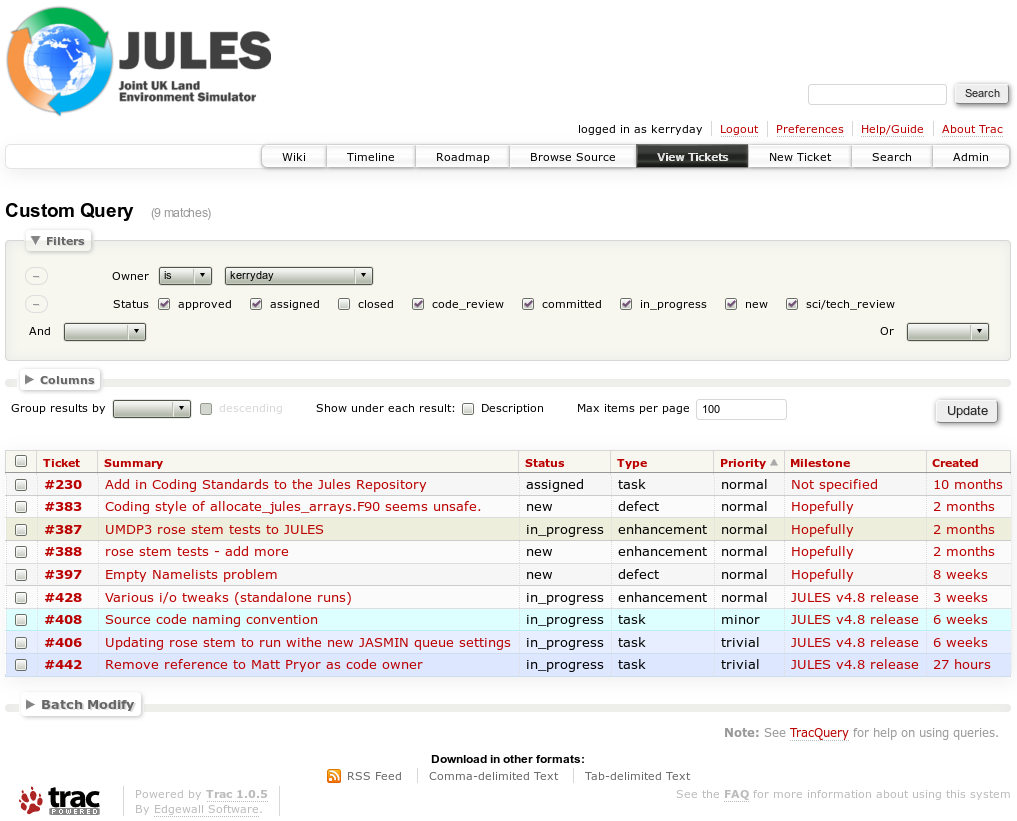 JULES
Joint UK Land
Environment Simulator
Search
logged in as kerryday Logout Preferences Help/Guide About Trac
Wiki Timeline Roadmap Browse Source View Tickets New Ticket Search Admin
Custom Query (9 matches)
Filters
Owner is kerryday
Status approved assigned closed code_review committed in_progress new sci/tech_review
And Or
Columns
Group results by descending Show under each result: Description Max items per page 100 Update
Ticket Summary Status Type Priority Milestone Created
#230 Add in Coding Standards to the Jules Repository assigned task normal Not specified 10 months
#383 Coding style of allocate_jules_arrays.F90 seems unsafe. new defect normal Hopefully 2 months
#387 UMDP3 rose stem tests to JULES in_progress enhancement normal Hopefully 2 months
#388 rose stem tests - add more new enhancement normal Hopefully 2 months
#397 Empty Namelists problem new defect normal Hopefully 8 weeks
#428 Various i/o tweaks (standalone runs) in_progress enhancement normal JULES v4.8 release 3 weeks
#408 Source code naming convention in_progress task minor JULES v4.8 release 6 weeks
#406 Updating rose stem to run withe new JASMIN queue settings in_progress task trivial JULES v4.8 release 6 weeks
#442 Remove reference to Matt Pryor as code owner in_progress task trivial JULES v4.8 release 27 hours
Batch Modify
Note: See TracQuery for help on using queries.
Download in other formats:
RSS Feed Comma-delimited Text Tab-delimited Text
trac
POWERED
Powered by Trac 1.0.5
By Edgewall Software.
See the FAQ for more information about using this system